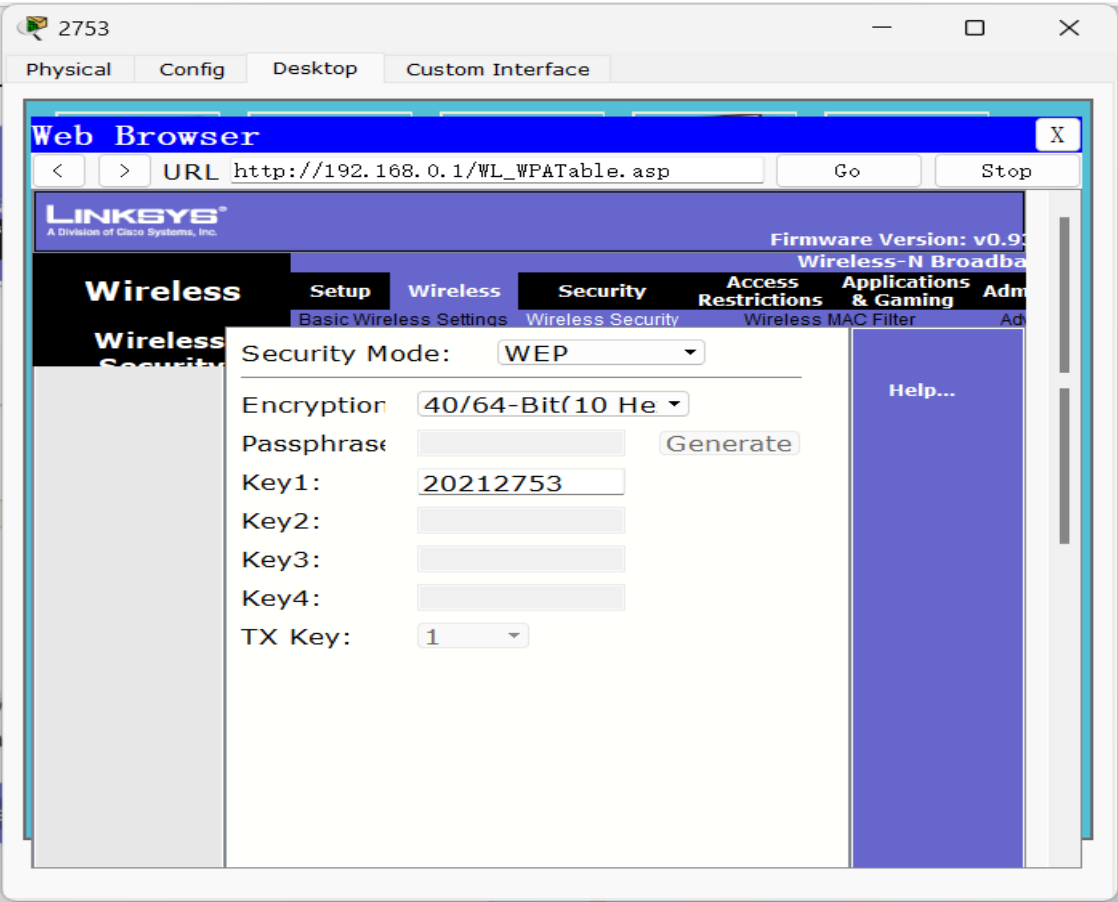 2753
Physical Config Desktop Custom Interface
Web Browser X
< > URL http://192.168.0.1/WL_WPATable.asp Go Stop
LINKSYS®
A Division of Cisco Systems, Inc.
Firmware Version: v0.93
Wireless-N Broadba
Wireless Setup Wireless Security Access Restrictions Applications & Gaming Adm
Basic Wireless Settings Wireless Security Wireless MAC Filter Ad
Wireless Security
Security Mode: WEP
Help...
Encryption 40/64-Bit(10 He
Passphrase Generate
Key1: 20212753
Key2:
Key3:
Key4:
TX Key: 1